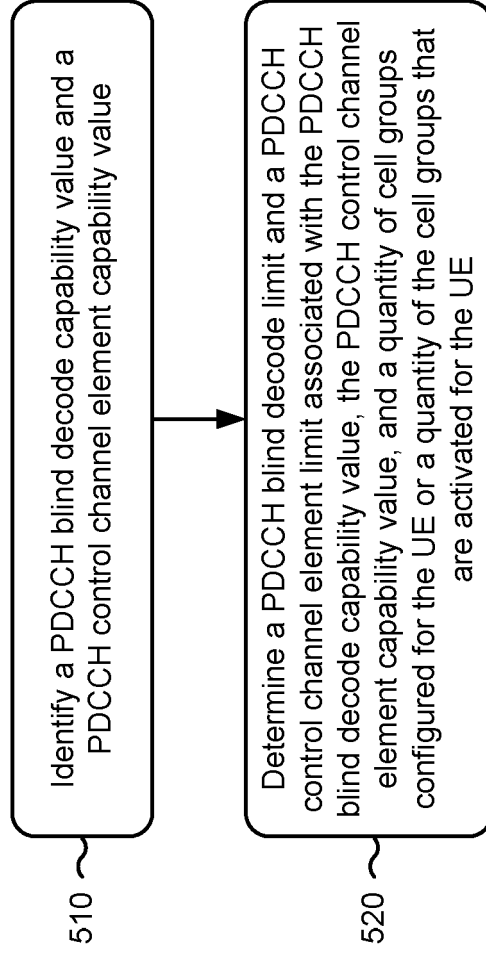 510
Identify a PDCCH blind decode capability value and a
PDCCH control channel element capability value
520
Determine a PDCCH blind decode limit and a PDCCH
control channel element limit associated with the PDCCH
blind decode capability value, the PDCCH control channel
element capability value, and a quantity of cell groups
configured for the UE or a quantity of the cell groups that
are activated for the UE